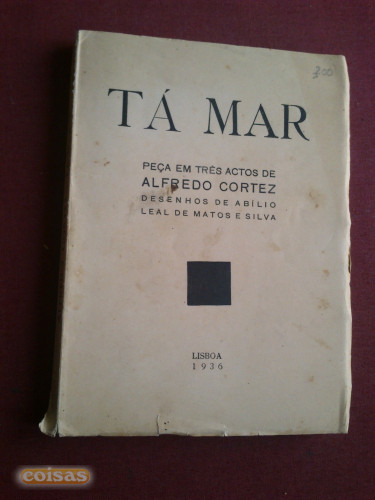 300
TÁ MAR
PEÇA EM TRÊS ACTOS DE
ALFREDO CORTEZ
DESENHOS DE ABÍLIO
LEAL DE MATOS E SILVA
LISBOA
1936
coisas